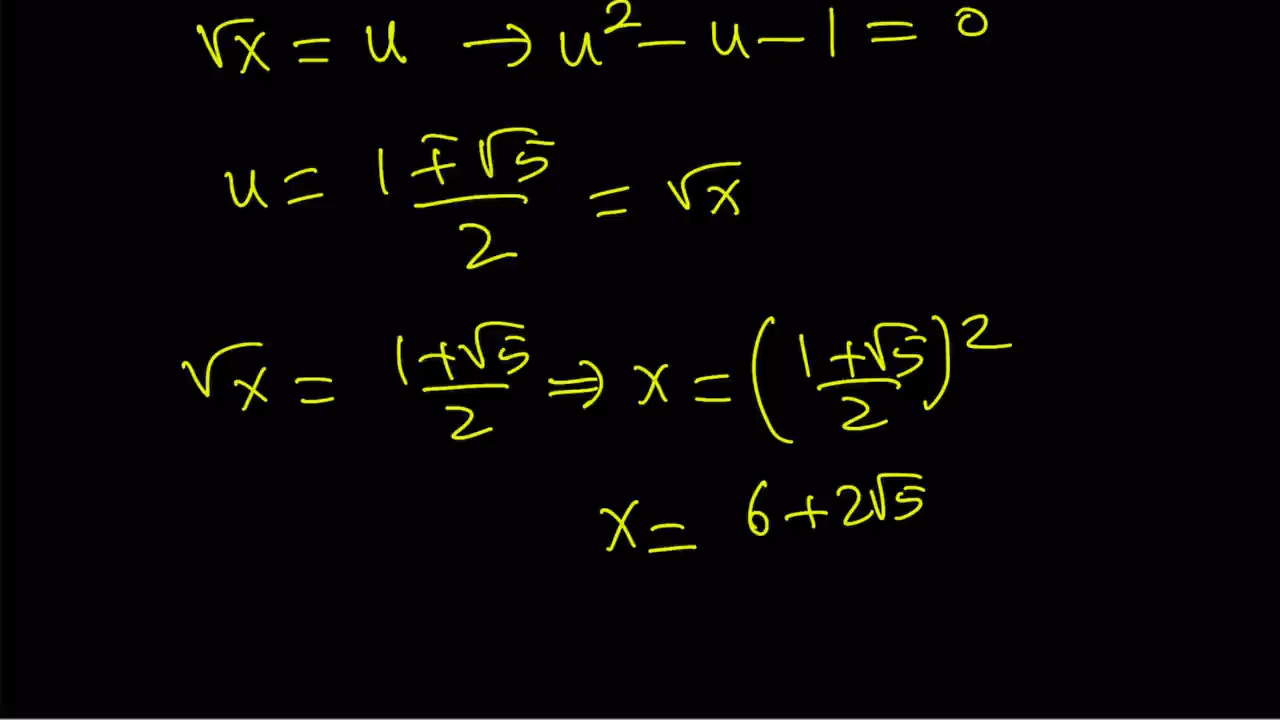 √x = u → u² - u - 1 = 0
u = (1 ∓ √5)/2 = √x
√x = (1+√5)/2 ⇒ x = ((1+√5)/2)²
x = 6+2√5